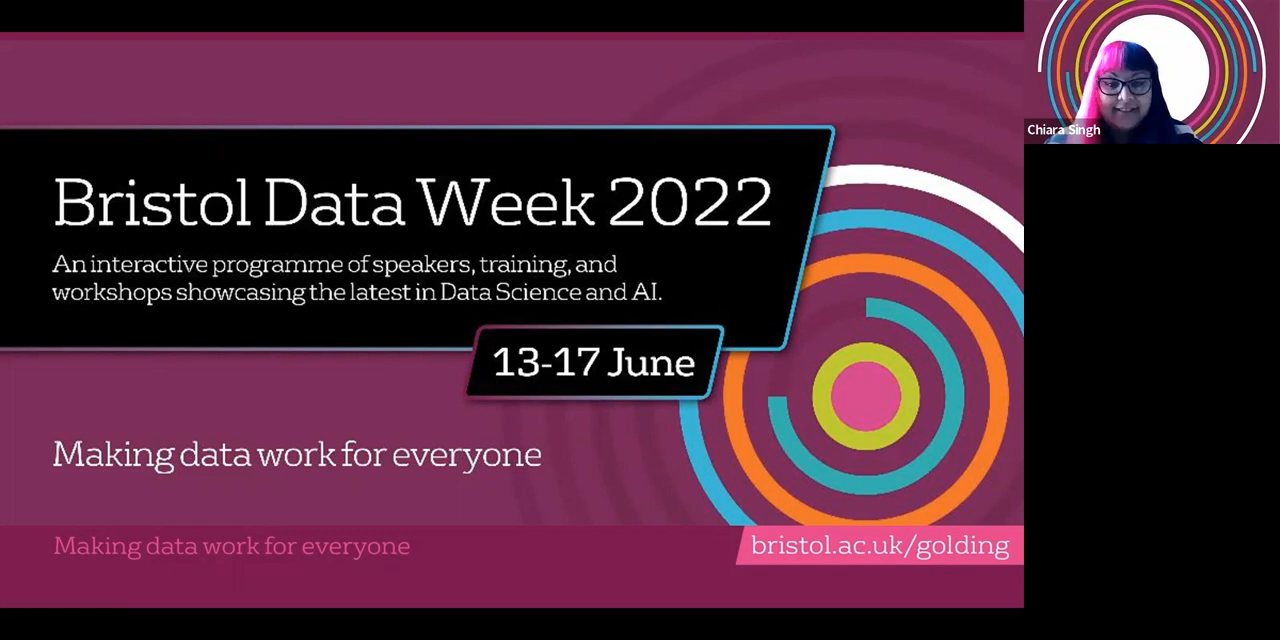 Bristol Data Week 2022
An interactive programme of speakers, training, and
workshops showcasing the latest in Data Science and AI.
13-17 June
Making data work for everyone
Making data work for everyone
bristol.ac.uk/golding
Chiara Singh